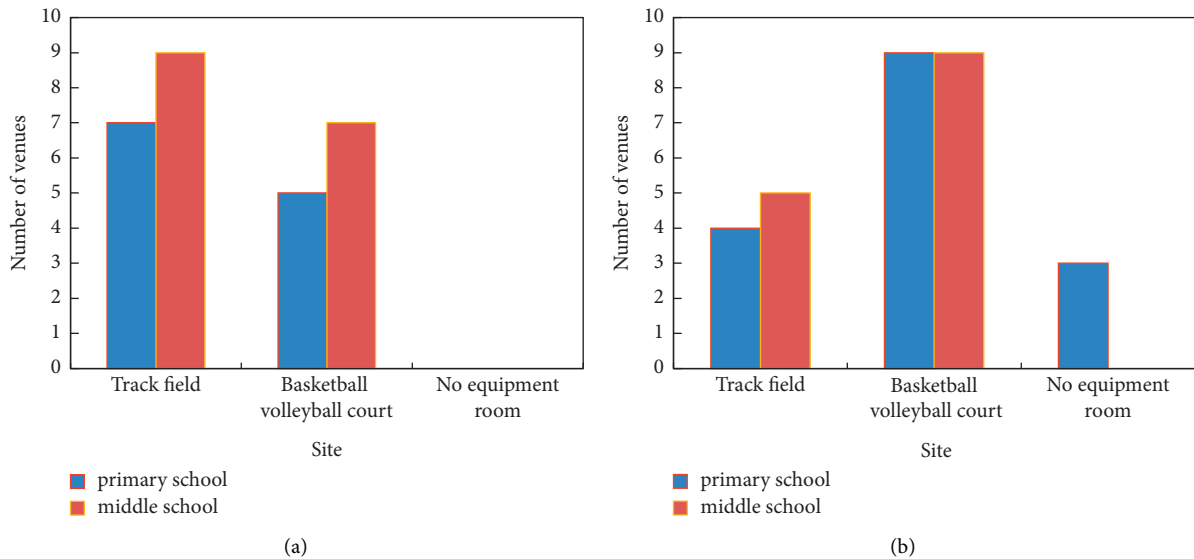 10
9
8
7
6
5
4
3
2
1
0
Number of venues
Track field
Basketball
volleyball court
No equipment
room
Site
primary school
middle school
(a)
10
9
8
7
6
5
4
3
2
1
0
Number of venues
Track field
Basketball
volleyball court
No equipment
room
Site
primary school
middle school
(b)